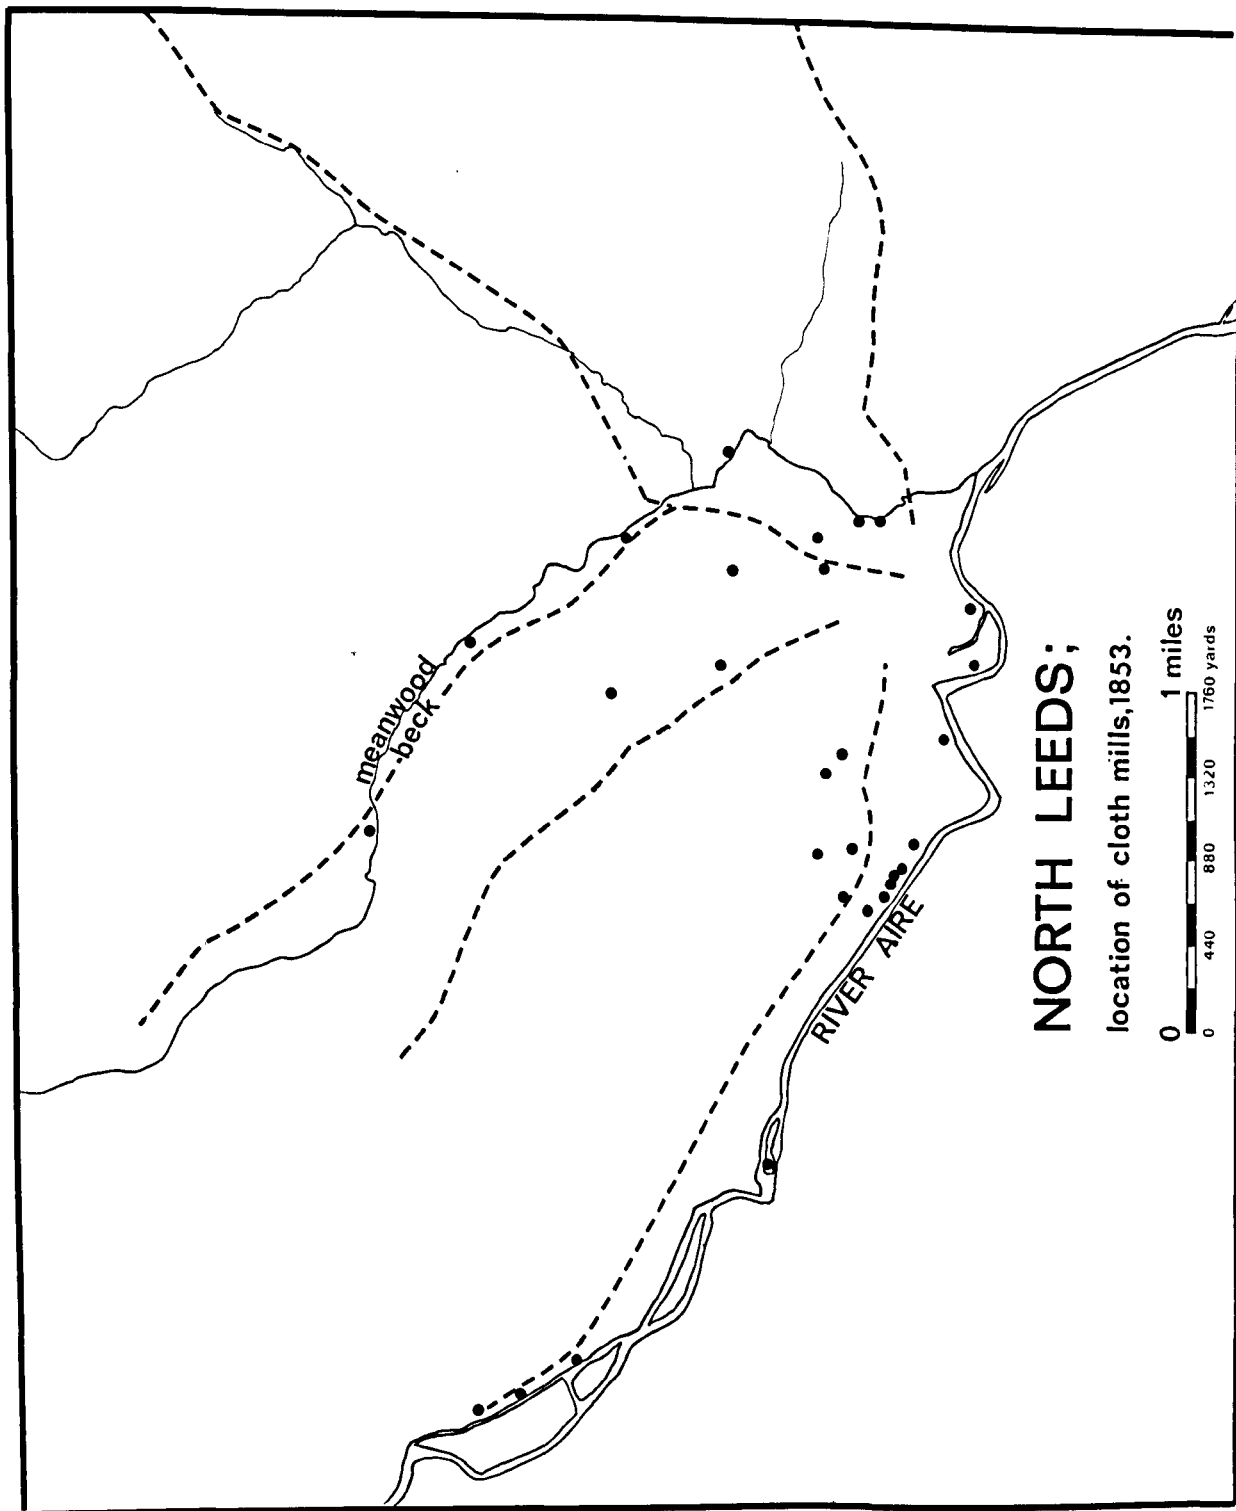 meanwood
beck
RIVER AIRE
NORTH LEEDS;
location of cloth mills,1853.
0 1 miles
0 440 880 1320 1760 yards